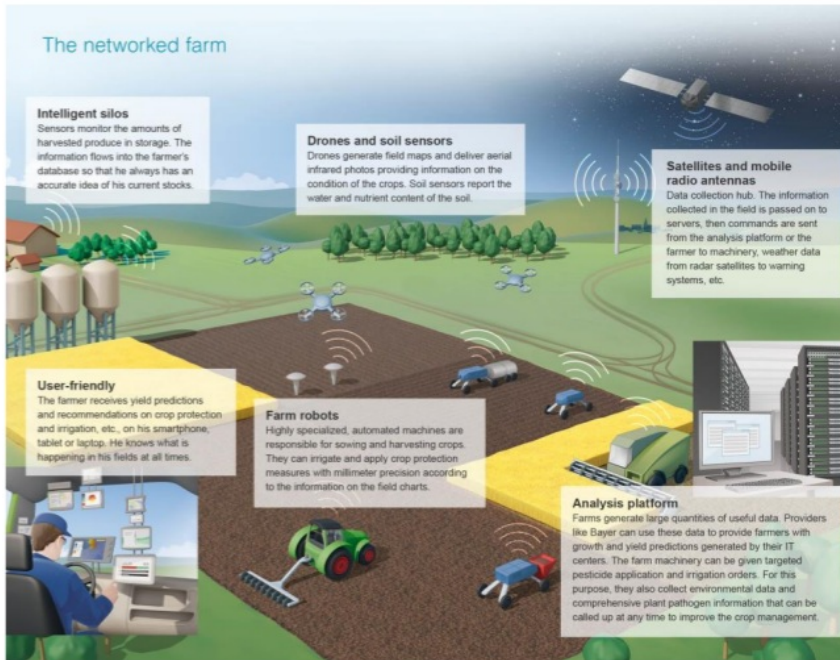 The networked farm
Intelligent silos
Sensors monitor the amounts of
harvested produce in storage. The
information flows into the farmer's
database so that he always has an
accurate idea of his current stocks.
Drones and soil sensors
Drones generate field maps and deliver aerial
infrared photos providing information on the
condition of the crops. Soil sensors report the
water and nutrient content of the soil.
Satellites and mobile
radio antennas
Data collection hub. The information
collected in the field is passed on to
servers, then commands are sent
from the analysis platform or the
farmer to machinery, weather data
from radar satellites to warning
systems, etc.
User-friendly
The farmer receives yield predictions
and recommendations on crop protection
and irrigation, etc., on his smartphone,
tablet or laptop. He knows what is
happening in his fields at all times.
Farm robots
Highly specialized, automated machines are
responsible for sowing and harvesting crops.
They can irrigate and apply crop protection
measures with millimeter precision according
to the information on the field charts.
Analysis platform
Farms generate large quantities of useful data. Providers
like Bayer can use these data to provide farmers with
growth and yield predictions generated by their IT
centers. The farm machinery can be given targeted
pesticide application and irrigation orders. For this
purpose, they also collect environmental data and
comprehensive plant pathogen information that can be
called up at any time to improve the crop management.